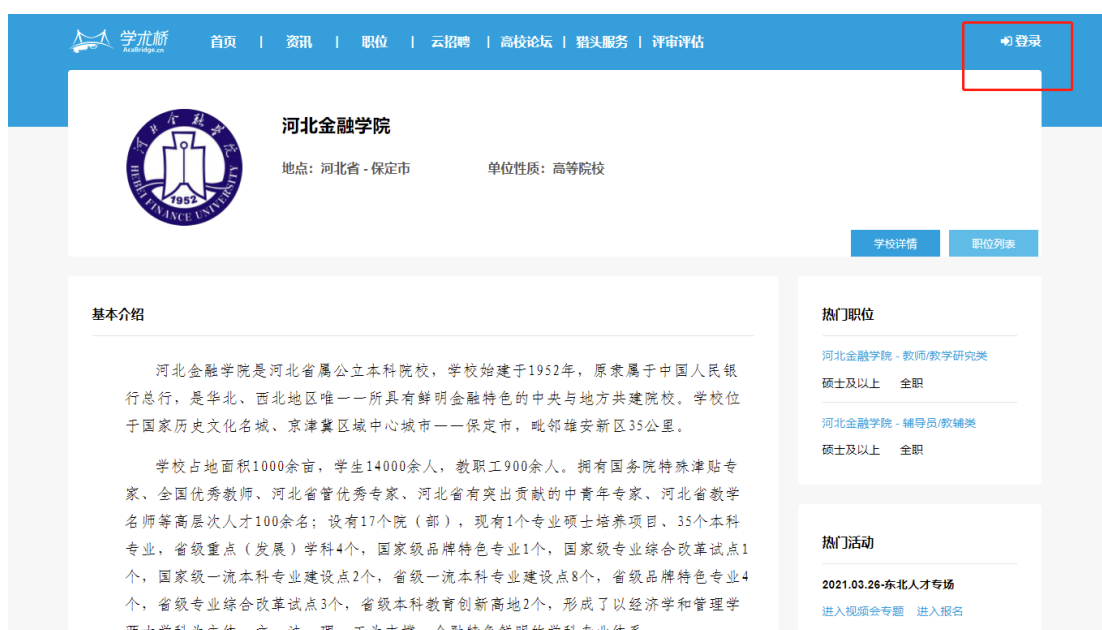 学术桥
AcaBridge.cn
首页 | 资讯 | 职位 | 云招聘 | 高校论坛 | 猎头服务 | 评审评估
登录
河北金融学院
HEBEI FINANCE UNIVERSITY
1952
河北金融学院
地点：河北省 - 保定市 单位性质：高等院校
学校详情 职位列表
基本介绍
河北金融学院是河北省属公立本科院校，学校始建于1952年，原隶属于中国人民银
行总行，是华北、西北地区唯一一所具有鲜明金融特色的中央与地方共建院校。学校位
于国家历史文化名城、京津冀区域中心城市——保定市，毗邻雄安新区35公里。
学校占地面积1000余亩，学生14000余人，教职工900余人。拥有国务院特殊津贴专
家、全国优秀教师、河北省管优秀专家、河北省有突出贡献的中青年专家、河北省教学
名师等高层次人才100余名；设有17个院（部），现有1个专业硕士培养项目、35个本科
专业，省级重点（发展）学科4个，国家级品牌特色专业1个，国家级专业综合改革试点1
个，国家级一流本科专业建设点2个，省级一流本科专业建设点8个，省级品牌特色专业4
个，省级专业综合改革试点3个，省级本科教育创新高地2个，形成了以经济学和管理学
热门职位
河北金融学院 - 教师/教学研究类
硕士及以上 全职
河北金融学院 - 辅导员/教辅类
硕士及以上 全职
热门活动
2021.03.26-东北人才专场
进入视频会专题 进入报名